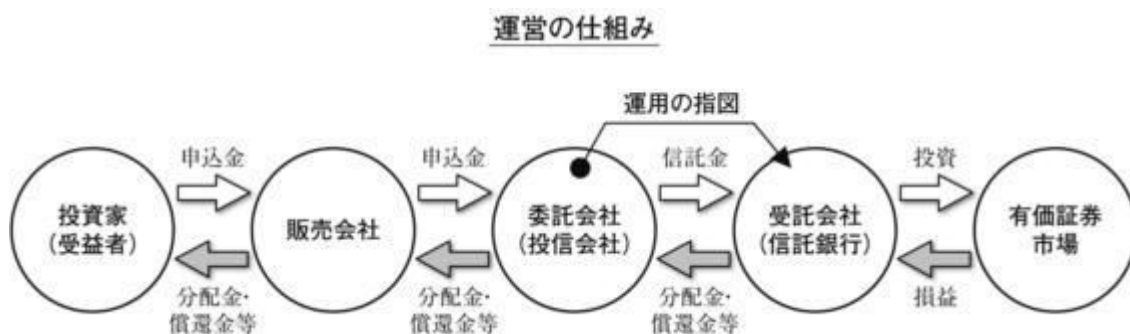 運営の仕組み
運用の指図
申込金
申込金
信託金
投資
投資家
(受益者)
販売会社
委託会社
(投信会社)
受託会社
(信託銀行)
有価証券
市場
分配金・
償還金等
分配金・
償還金等
分配金・
償還金等
損益